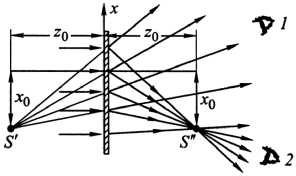 x
z₀ z₀
1
x₀ x₀
S' S"
2